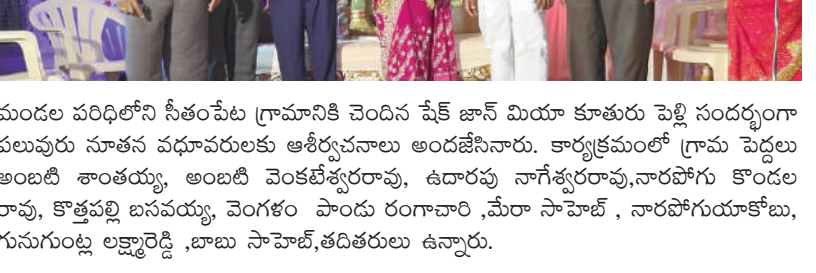 మండల పరిధిలోని సీతంపేట గ్రామానికి చెందిన షేక్ జాన్ మియా కూతురు పెళ్లి సందర్భంగా
పలువురు నూతన వధూవరులకు ఆశీర్వచనాలు అందజేసినారు. కార్యక్రమంలో గ్రామ పెద్దలు
అంబటి శాంతయ్య, అంబటి వెంకటేశ్వరరావు, ఉదారపు నాగేశ్వరరావు,నారపోగు కొండల
రావు, కొత్తపల్లి బసవయ్య, వెంగళం పాండు రంగాచారి ,మేరా సాహెబ్ , నారపోగుయాకోబు,
గునుగుంట్ల లక్ష్మారెడ్డి ,బాబు సాహెబ్,తదితరులు ఉన్నారు.